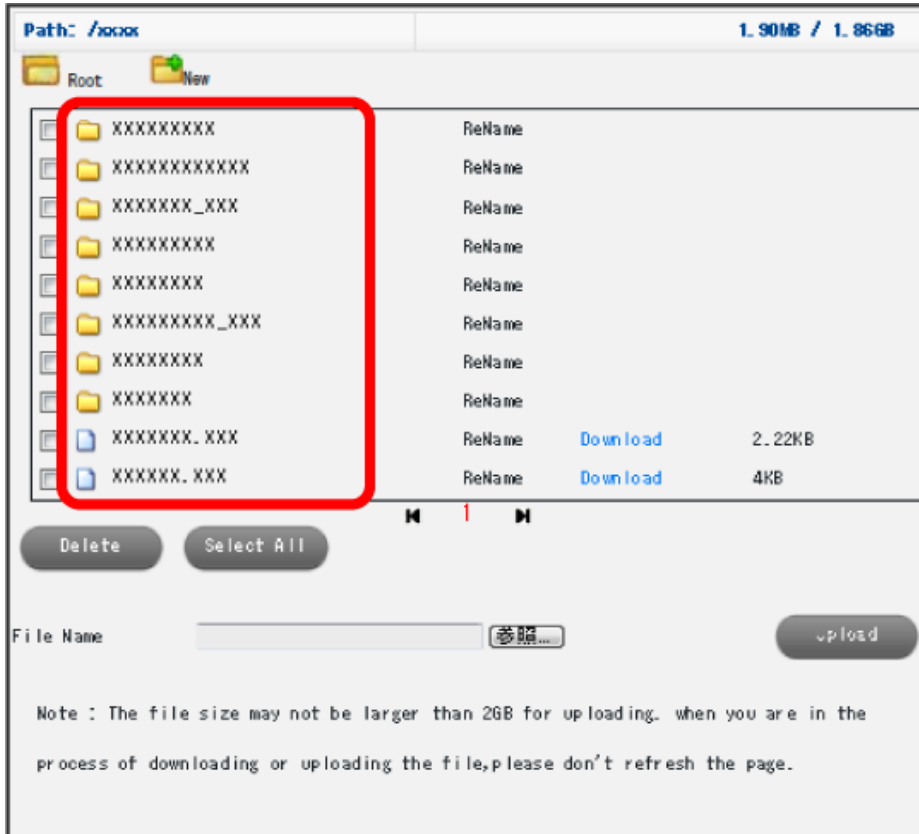 Path: /xxxxx 1.90MB / 1.86GB
Root New
XXXXXXXXX ReName
XXXXXXXXXXXX ReName
XXXXXXX_XXX ReName
XXXXXXXXX ReName
XXXXXXXX ReName
XXXXXXXXX_XXX ReName
XXXXXXXX ReName
XXXXXXX ReName
XXXXXXX.XXX ReName Download 2.22KB
XXXXXX.XXX ReName Download 4KB
1
Delete Select All
File Name 参照... Upload
Note : The file size may not be larger than 2GB for uploading. when you are in the
process of downloading or uploading the file,please don't refresh the page.